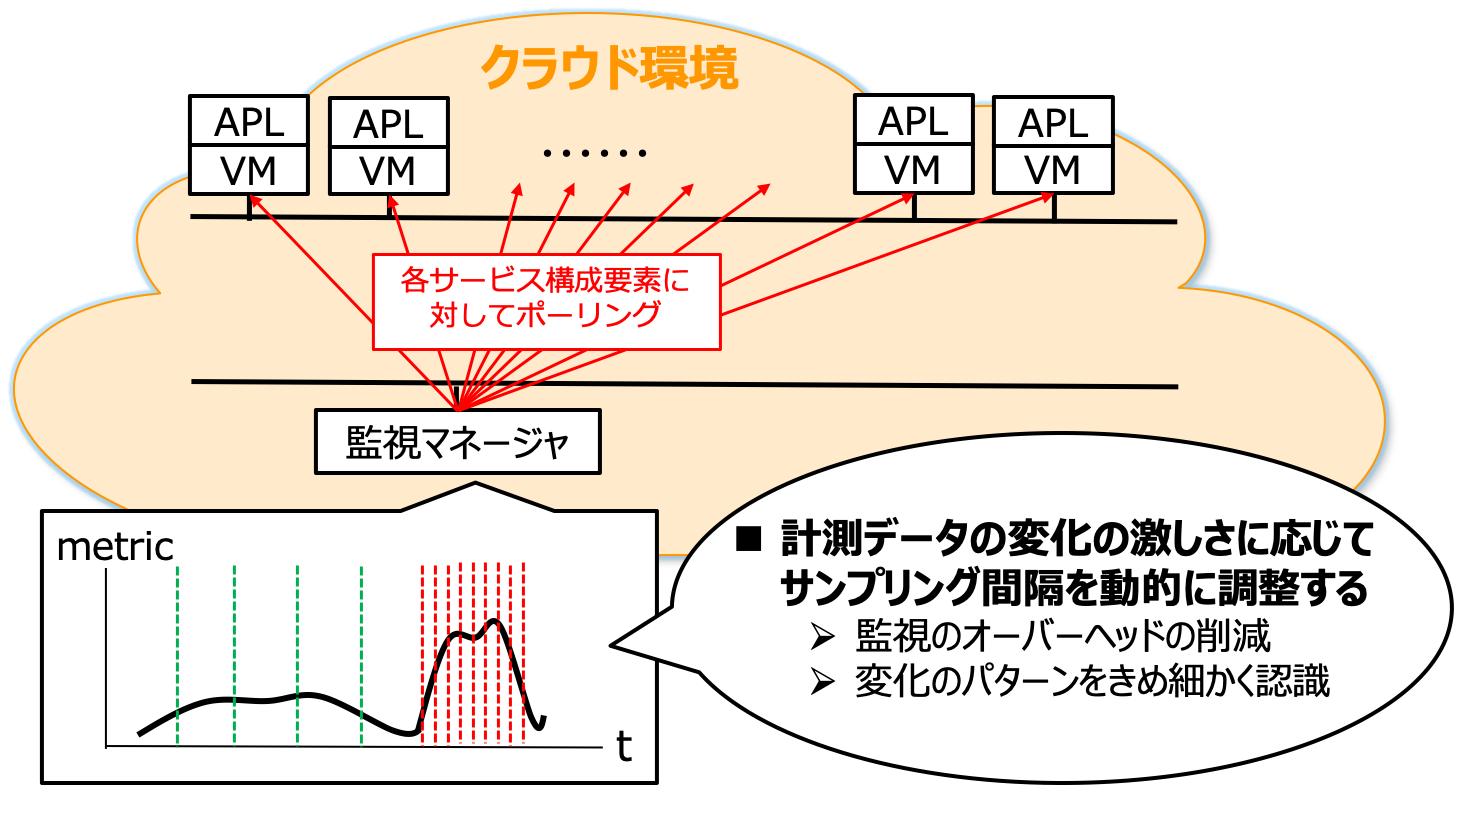 クラウド環境
APL
VM
APL
VM
・・・・・・
APL
VM
APL
VM
各サービス構成要素に
対してポーリング
監視マネージャ
metric
t
■ 計測データの変化の激しさに応じて
サンプリング間隔を動的に調整する
➢ 監視のオーバーヘッドの削減
➢ 変化のパターンをきめ細かく認識